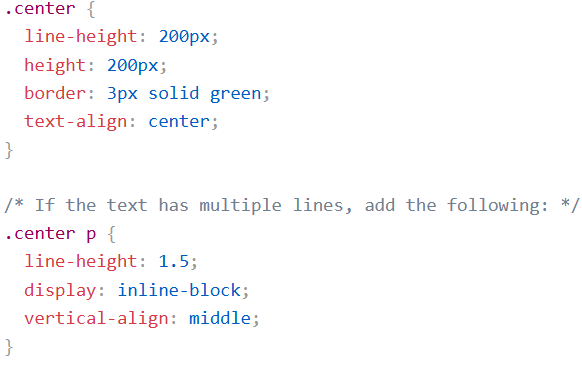 .center {
  line-height: 200px;
  height: 200px;
  border: 3px solid green;
  text-align: center;
}

/* If the text has multiple lines, add the following: */
.center p {
  line-height: 1.5;
  display: inline-block;
  vertical-align: middle;
}